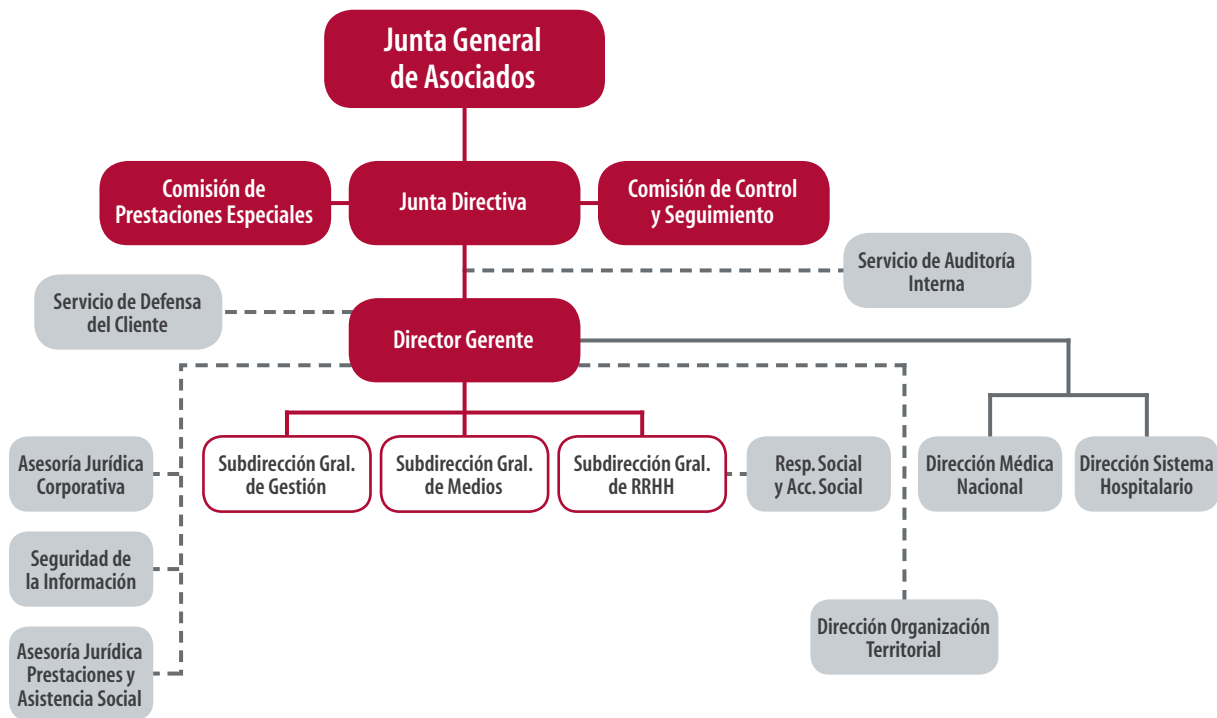 Junta General
de Asociados
Comisión de
Prestaciones Especiales
Junta Directiva
Comisión de Control
y Seguimiento
Servicio de Auditoría
Interna
Servicio de Defensa
del Cliente
Director Gerente
Asesoría Jurídica
Corporativa
Subdirección Gral.
de Gestión
Subdirección Gral.
de Medios
Subdirección Gral.
de RRHH
Resp. Social
y Acc. Social
Dirección Médica
Nacional
Dirección Sistema
Hospitalario
Seguridad de
la Información
Dirección Organización
Territorial
Asesoría Jurídica
Prestaciones y
Asistencia Social